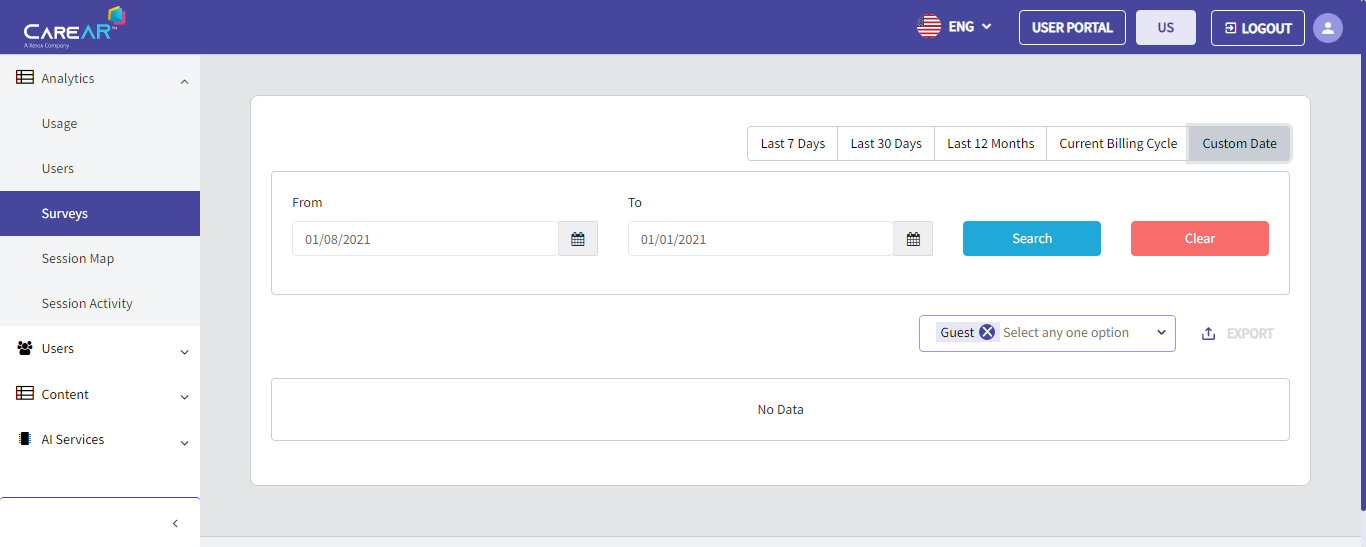 CAREAR™
A Xerox Company
ENG
USER PORTAL
US
LOGOUT
Analytics
Usage
Users
Surveys
Session Map
Session Activity
Users
Content
AI Services
Last 7 Days
Last 30 Days
Last 12 Months
Current Billing Cycle
Custom Date
From
To
01/08/2021
01/01/2021
Search
Clear
Guest
Select any one option
EXPORT
No Data